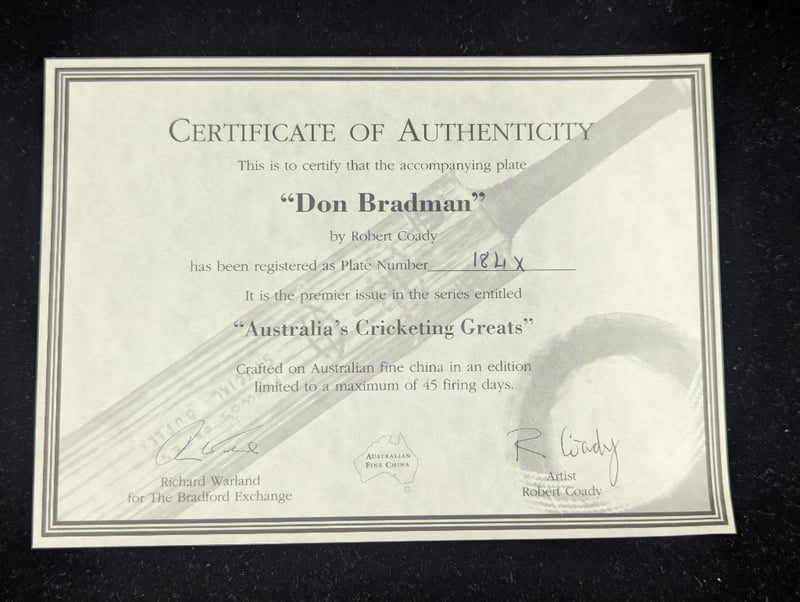 CERTIFICATE OF AUTHENTICITY
This is to certify that the accompanying plate
“Don Bradman”
by Robert Coady
has been registered as Plate Number 184X
It is the premier issue in the series entitled
“Australia’s Cricketing Greats”
Crafted on Australian fine china in an edition
limited to a maximum of 45 firing days.
R Coady
AUSTRALIAN
FINE CHINA
Richard Warland
for The Bradford Exchange
Artist
Robert Coady